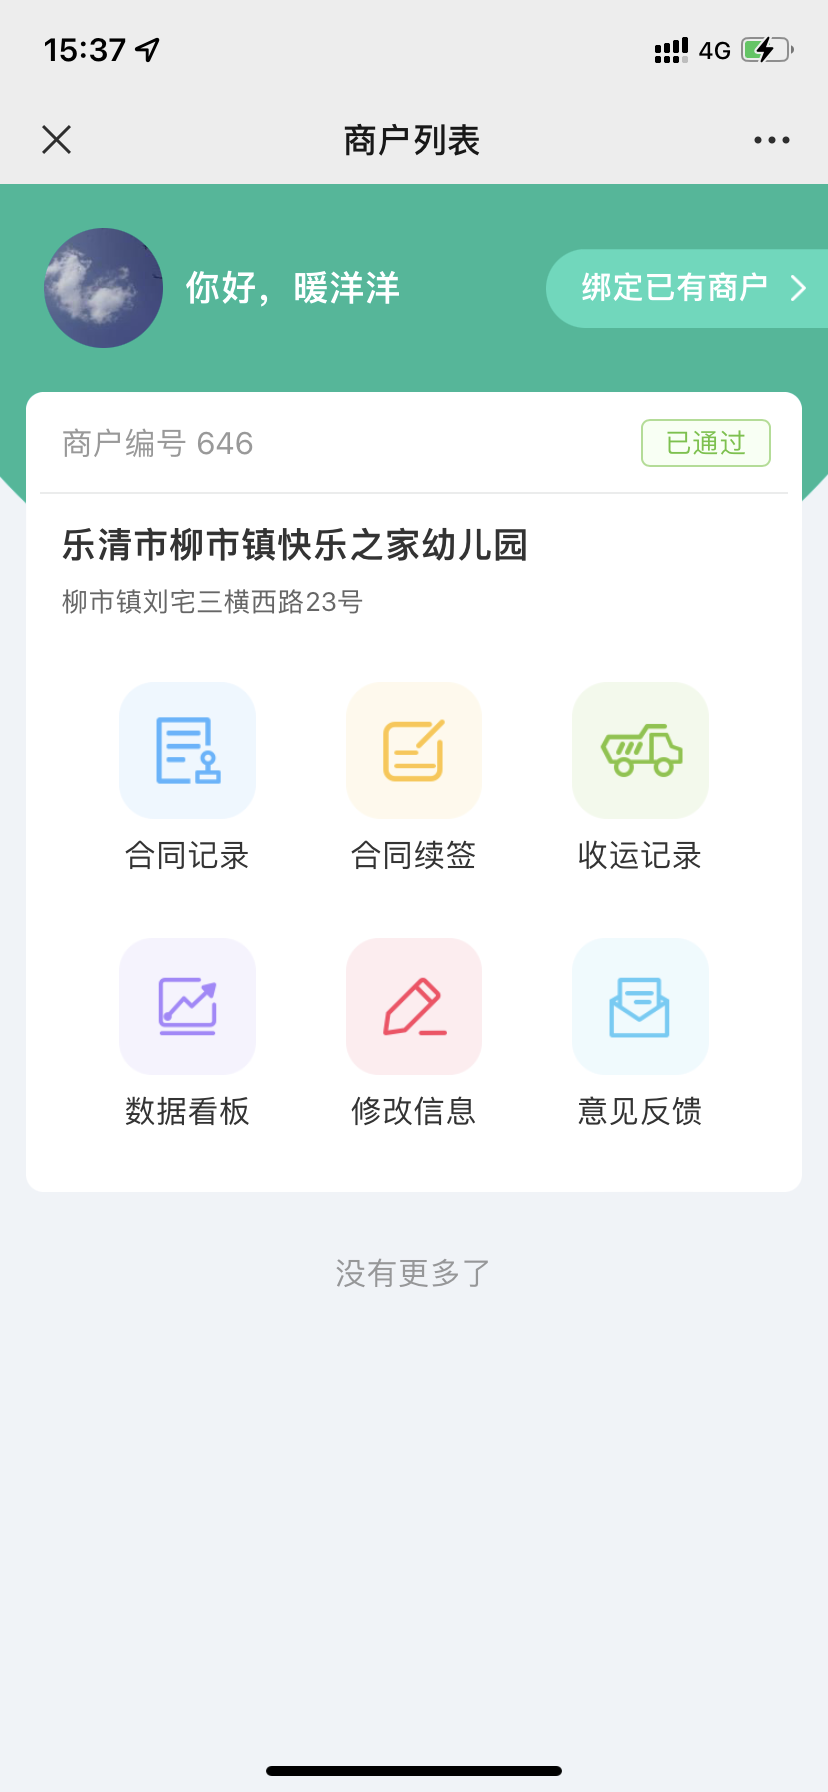 15:37
4G
商户列表
你好，暖洋洋
绑定已有商户
商户编号 646
已通过
乐清市柳市镇快乐之家幼儿园
柳市镇刘宅三横西路23号
合同记录
合同续签
收运记录
数据看板
修改信息
意见反馈
没有更多了